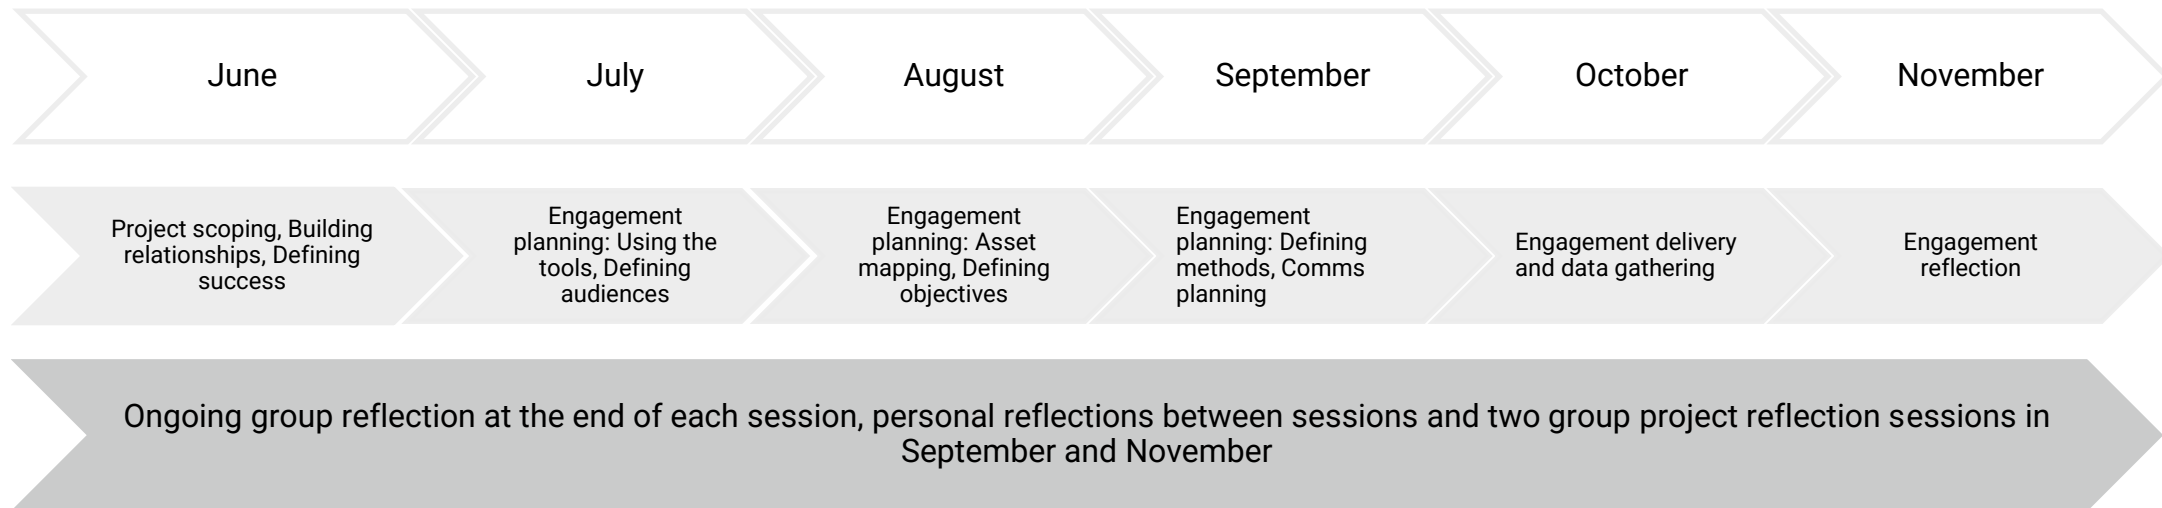 June
July
August
September
October
November
Project scoping, Building
relationships, Defining
success
Engagement
planning: Using the
tools, Defining
audiences
Engagement
planning: Asset
mapping, Defining
objectives
Engagement
planning: Defining
methods, Comms
planning
Engagement delivery
and data gathering
Engagement
reflection
Ongoing group reflection at the end of each session, personal reflections between sessions and two group project reflection sessions in
September and November